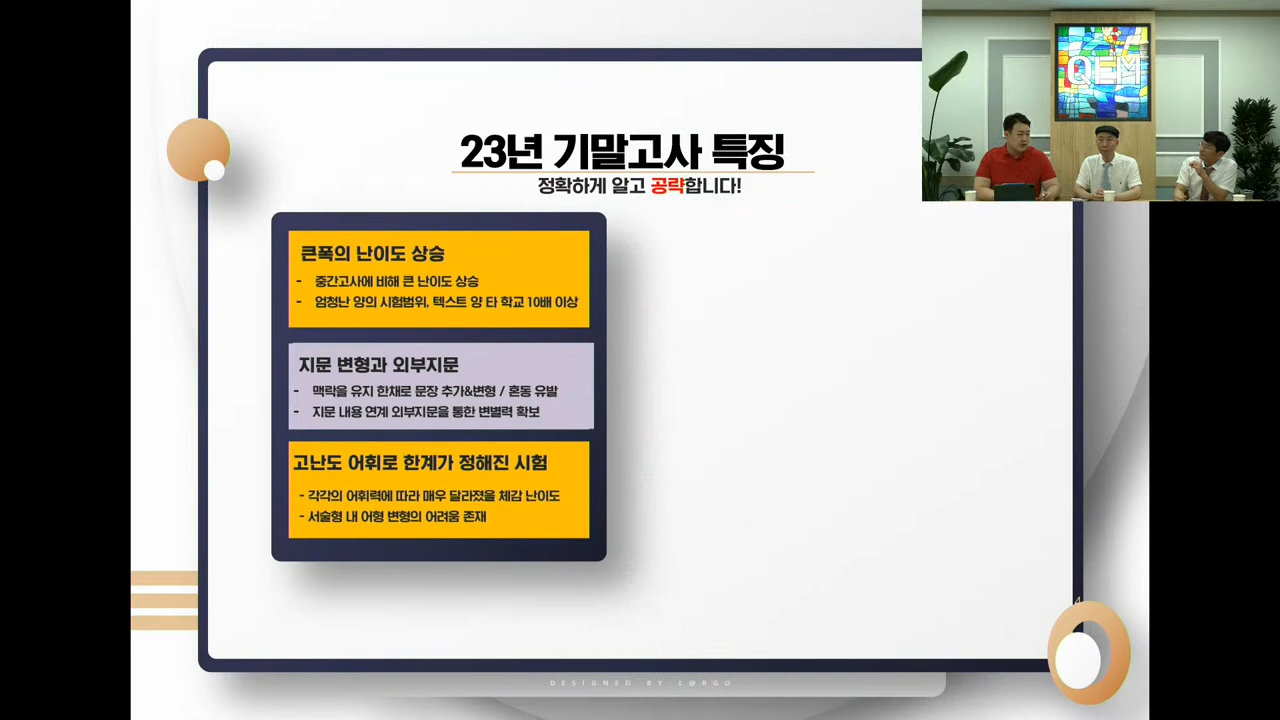 QEM
23년 기말고사 특징
정확하게 알고 공략합니다!
큰폭의 난이도 상승
- 중간고사에 비해 큰 난이도 상승
- 엄청난 양의 시험범위, 텍스트 양 타 학교 10배 이상
지문 변형과 외부지문
- 맥락을 유지 한채로 문장 추가&변형 / 혼동 유발
- 지문 내용 연계 외부지문을 통한 변별력 확보
고난도 어휘로 한계가 정해진 시험
- 각각의 어휘력에 따라 매우 달라졌을 체감 난이도
- 서술형 내 어형 변형의 어려움 존재
4
DESIGNED BY L@RGO